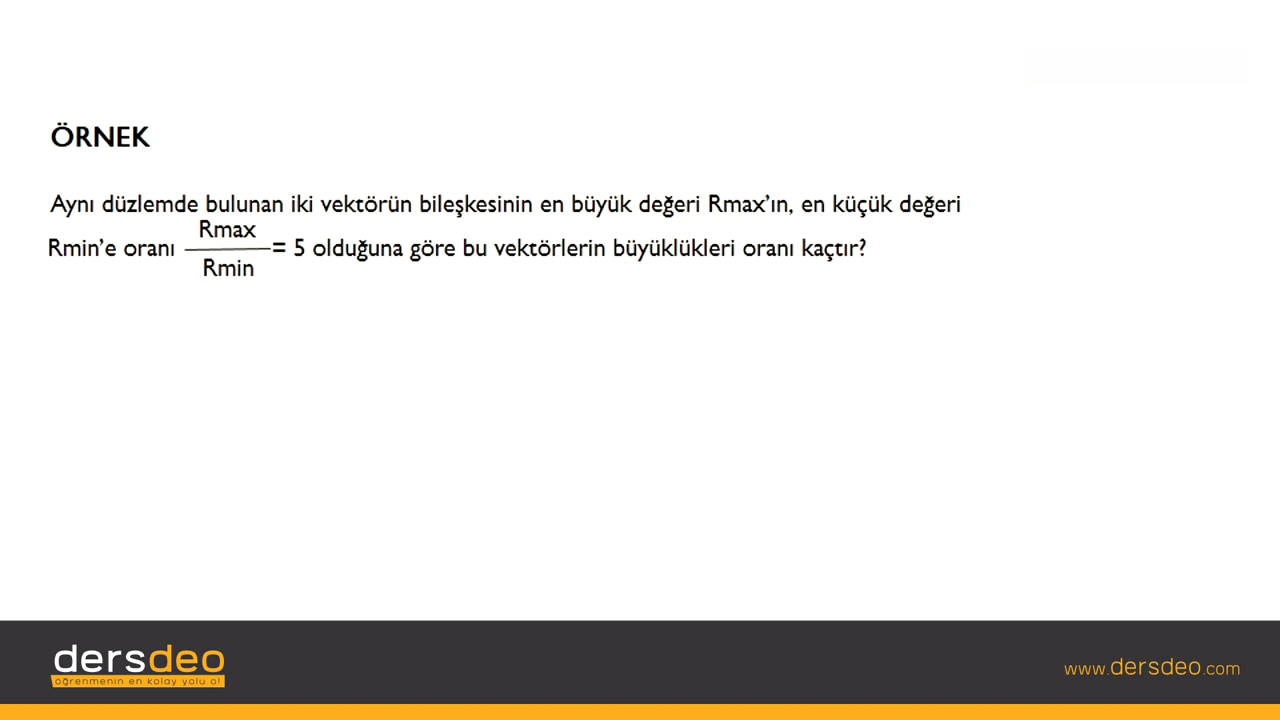 ÖRNEK
Aynı düzlemde bulunan iki vektörün bileşkesinin en büyük değeri Rmax’ın, en küçük değeri
Rmin’e oranı Rmax / Rmin = 5 olduğuna göre bu vektörlerin büyüklükleri oranı kaçtır?
dersdeo
öğrenmenin en kolay yolu o!
www.dersdeo.com